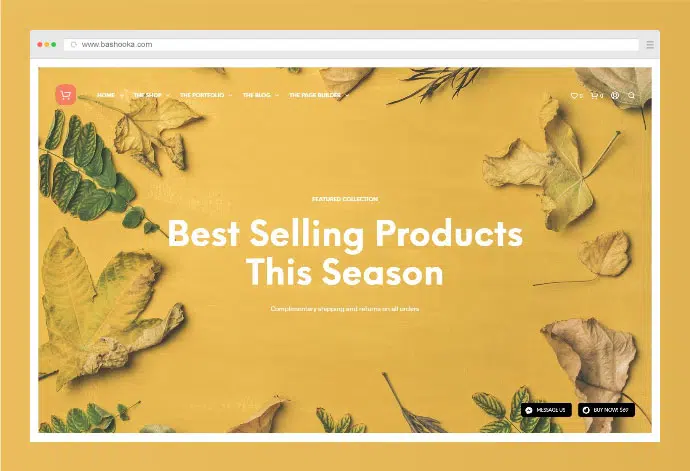 www.bashooka.com
HOME THE SHOP THE PORTFOLIO THE BLOG THE PAGE BUILDER
0 0
FEATURED COLLECTION
Best Selling Products
This Season
Complimentary shipping and returns on all orders
MESSAGE US BUY NOW! $69